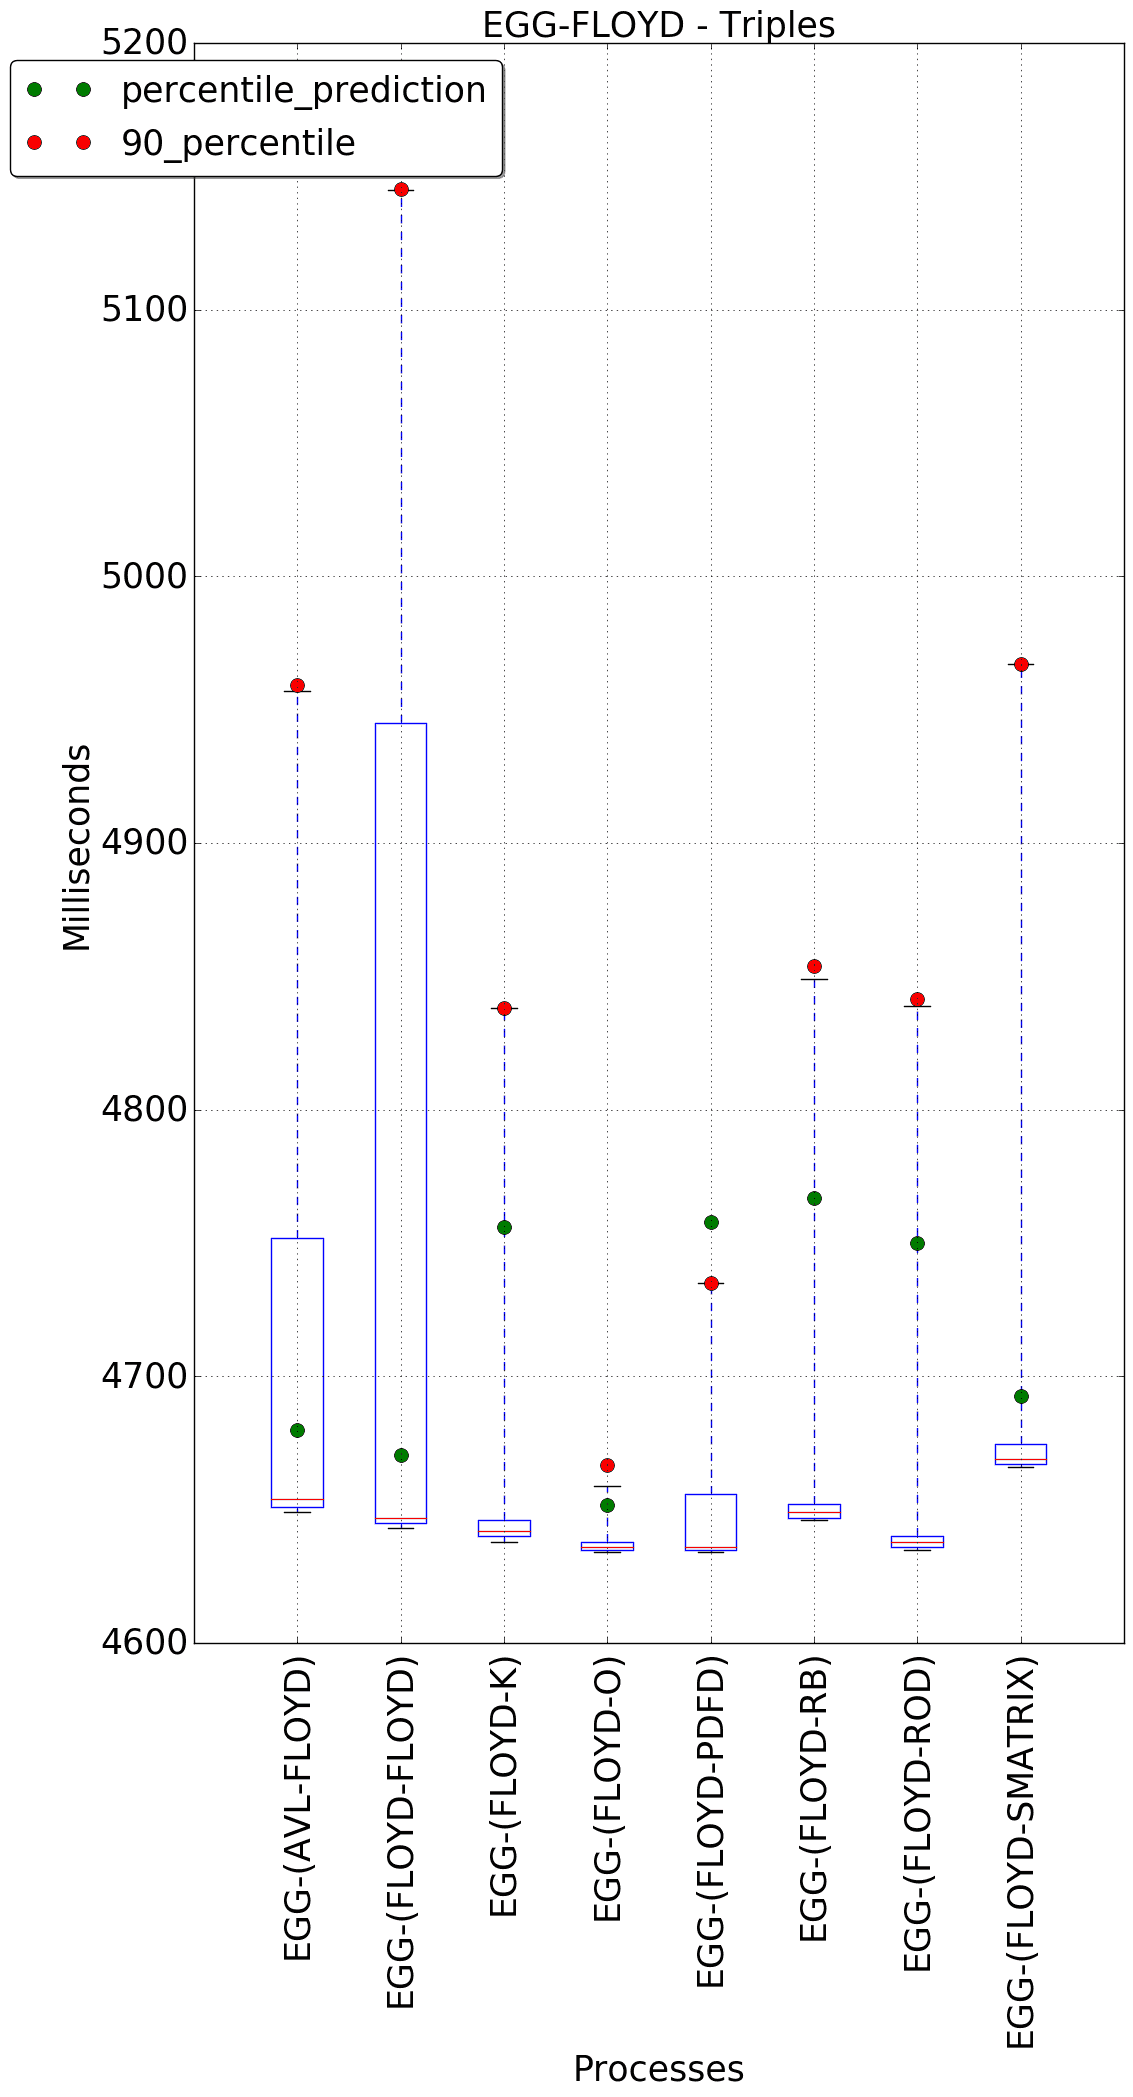 EGG-FLOYD - Triples
percentile_prediction
90_percentile
5200
5100
5000
4900
4800
4700
4600
Milliseconds
EGG-(AVL-FLOYD)
EGG-(FLOYD-FLOYD)
EGG-(FLOYD-K)
EGG-(FLOYD-O)
EGG-(FLOYD-PDFD)
EGG-(FLOYD-RB)
EGG-(FLOYD-ROD)
EGG-(FLOYD-SMATRIX)
Processes